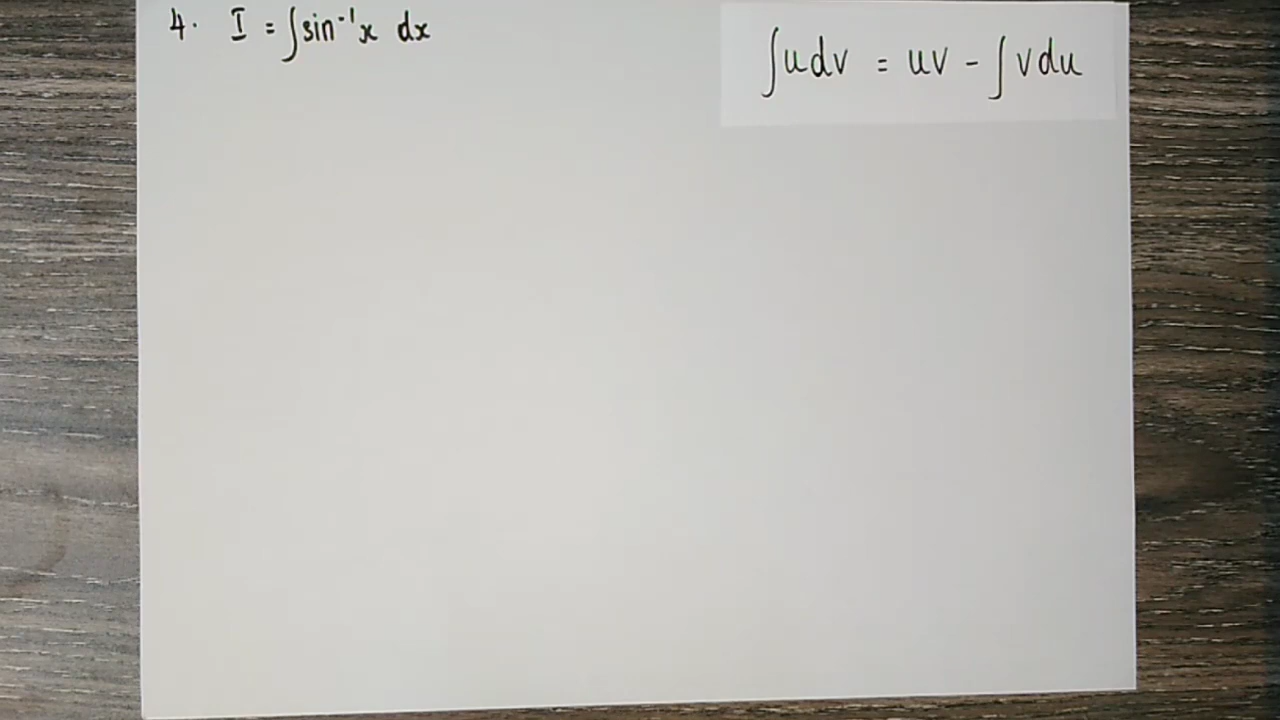 4. I = ∫sin⁻¹x dx
∫udv = uv - ∫vdu